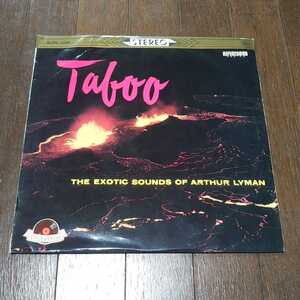 STEREO
Taboo
THE EXOTIC SOUNDS OF ARTHUR LYMAN